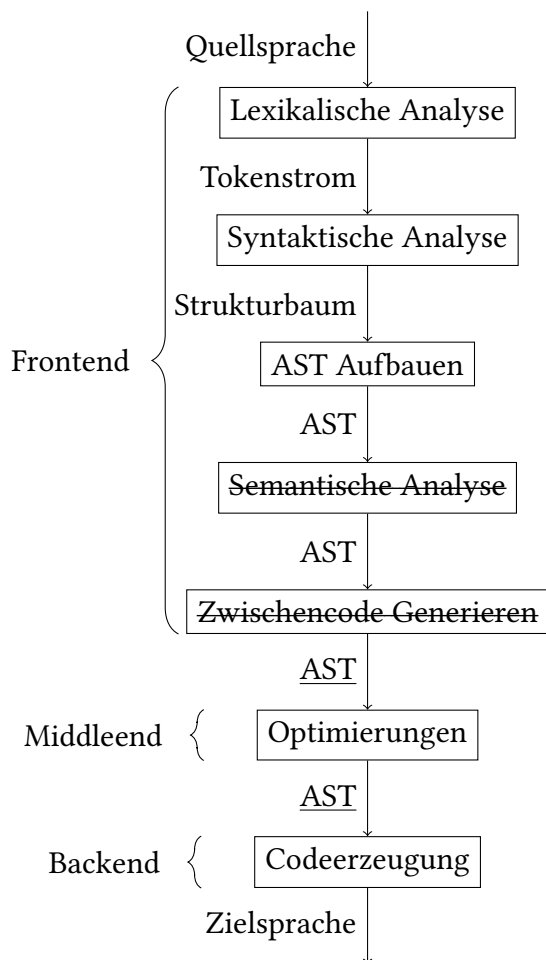 Quellsprache
Lexikalische Analyse
Tokenstrom
Syntaktische Analyse
Strukturbaum
Frontend
AST Aufbauen
AST
Semantische Analyse
AST
Zwischencode Generieren
AST
Middleend
Optimierungen
AST
Backend
Codeerzeugung
Zielsprache